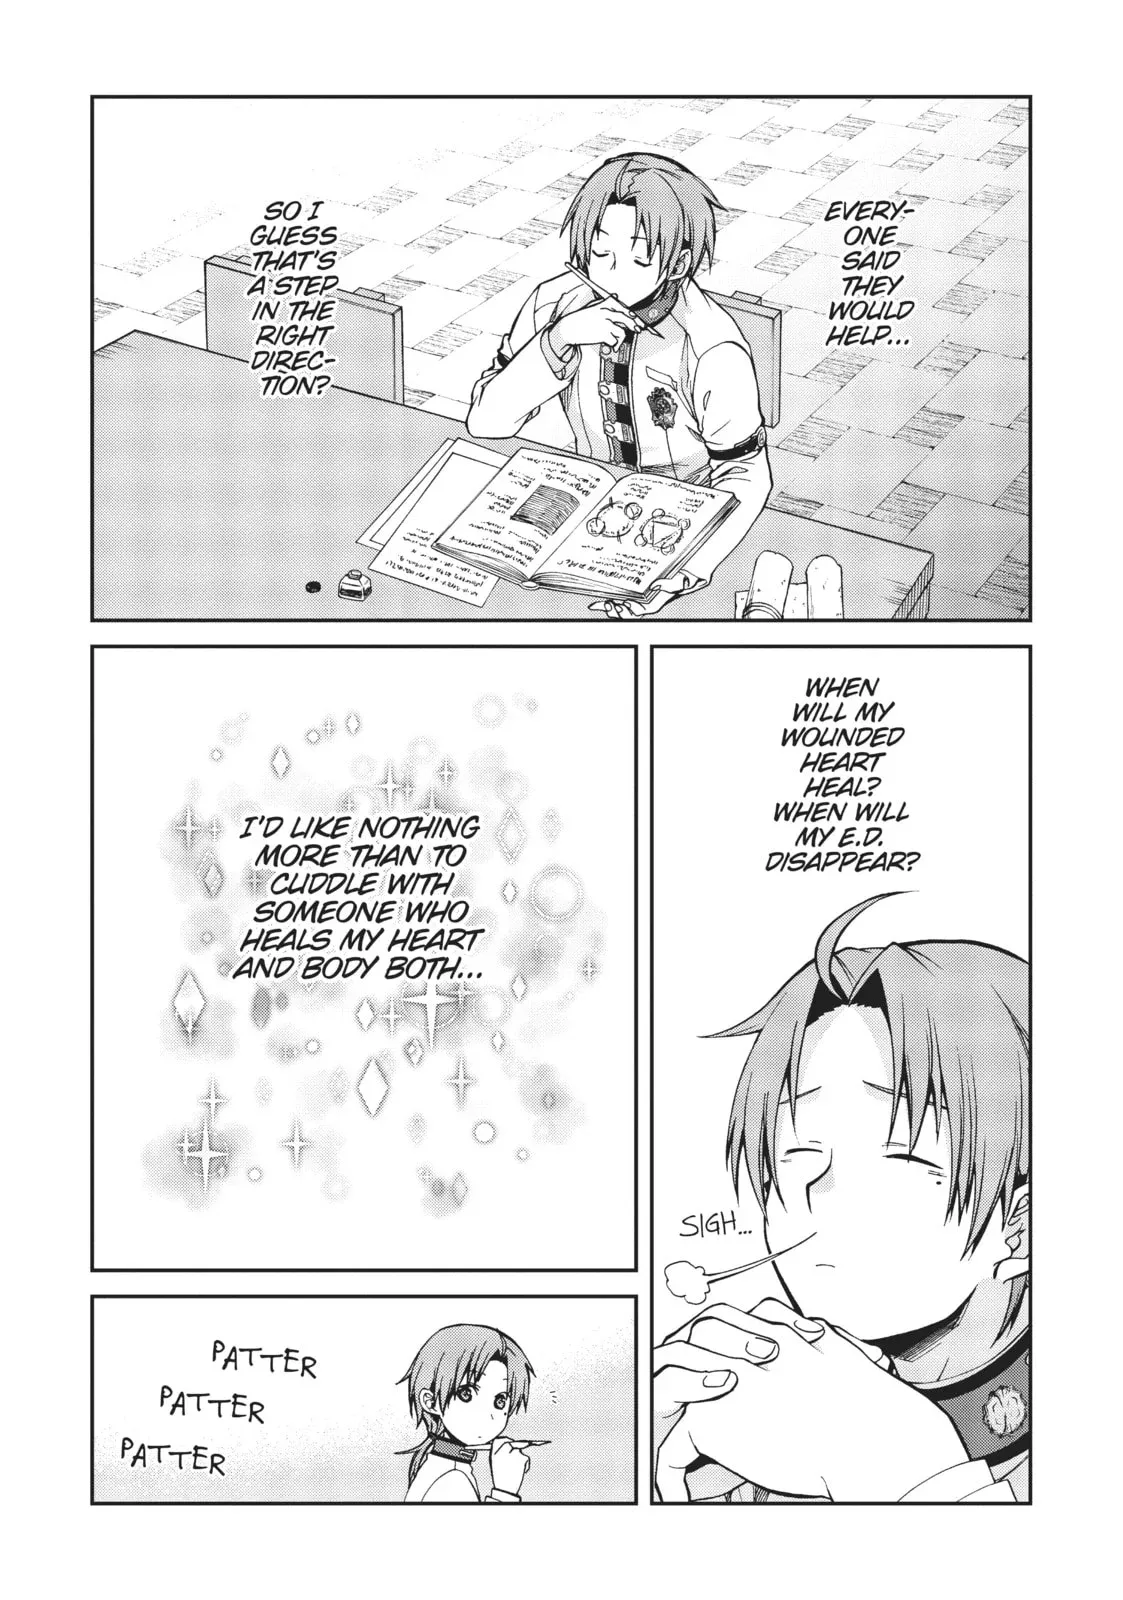 EVERY-
ONE
SAID
THEY
WOULD
HELP...
SO I
GUESS
THAT'S
A STEP
IN THE
RIGHT
DIREC-
TION?
WHEN
WILL MY
WOUNDED
HEART
HEAL?
WHEN WILL
MY E.D.
DISAPPEAR?
SIGH...
I'D LIKE NOTHING
MORE THAN TO
CUDDLE WITH
SOMEONE WHO
HEALS MY HEART
AND BODY BOTH...
PATTER
PATTER
PATTER